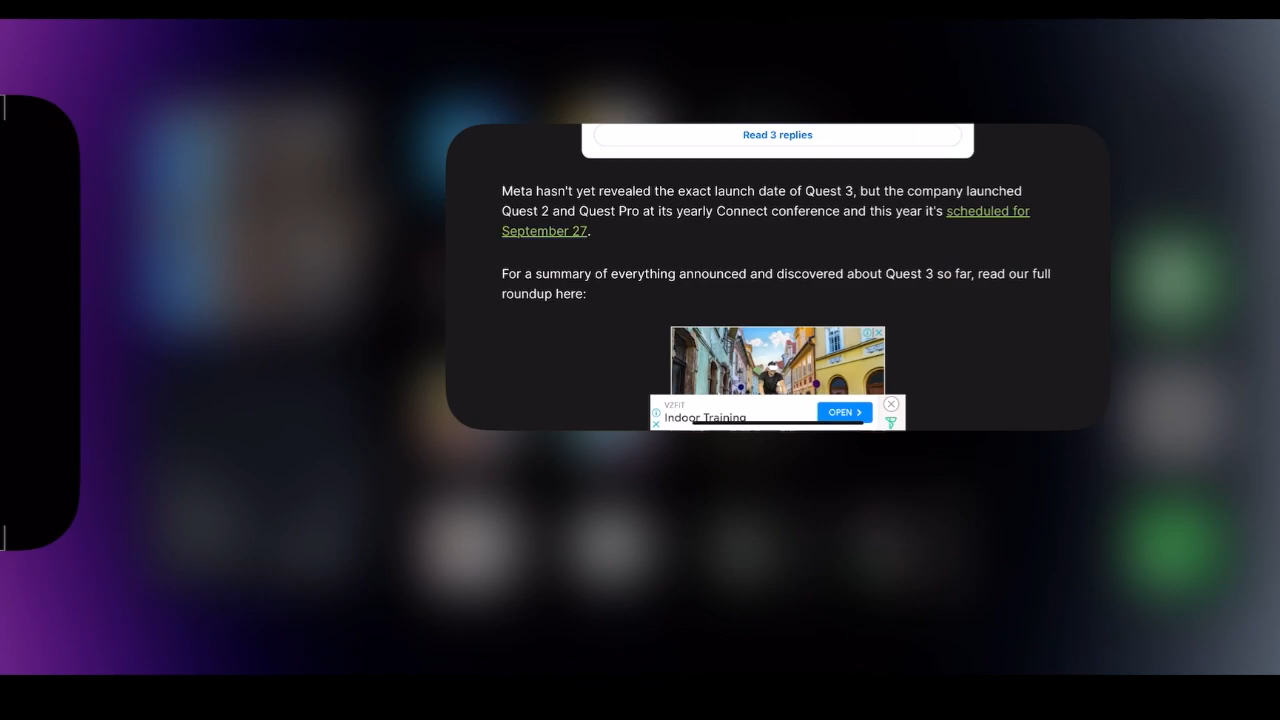 Read 3 replies
Meta hasn't yet revealed the exact launch date of Quest 3, but the company launched
Quest 2 and Quest Pro at its yearly Connect conference and this year it's scheduled for
September 27.
For a summary of everything announced and discovered about Quest 3 so far, read our full
roundup here:
VZFIT
Indoor Training
OPEN